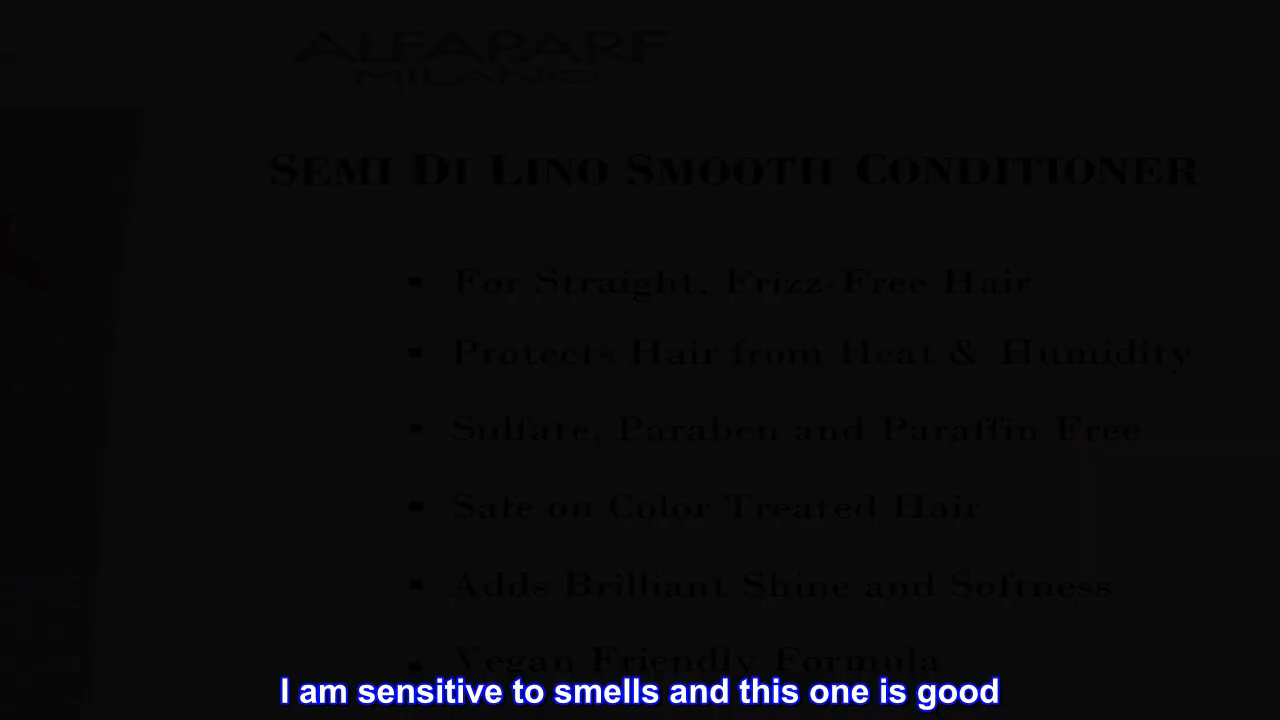 ALFAPARF
MILANO
SEMI DI LINO SMOOTH CONDITIONER
▪ For Straight, Frizz-Free Hair
▪ Protects Hair from Heat & Humidity
▪ Sulfate, Paraben and Paraffin Free
▪ Safe on Color Treated Hair
▪ Adds Brilliant Shine and Softness
▪ Vegan Friendly Formula
I am sensitive to smells and this one is good